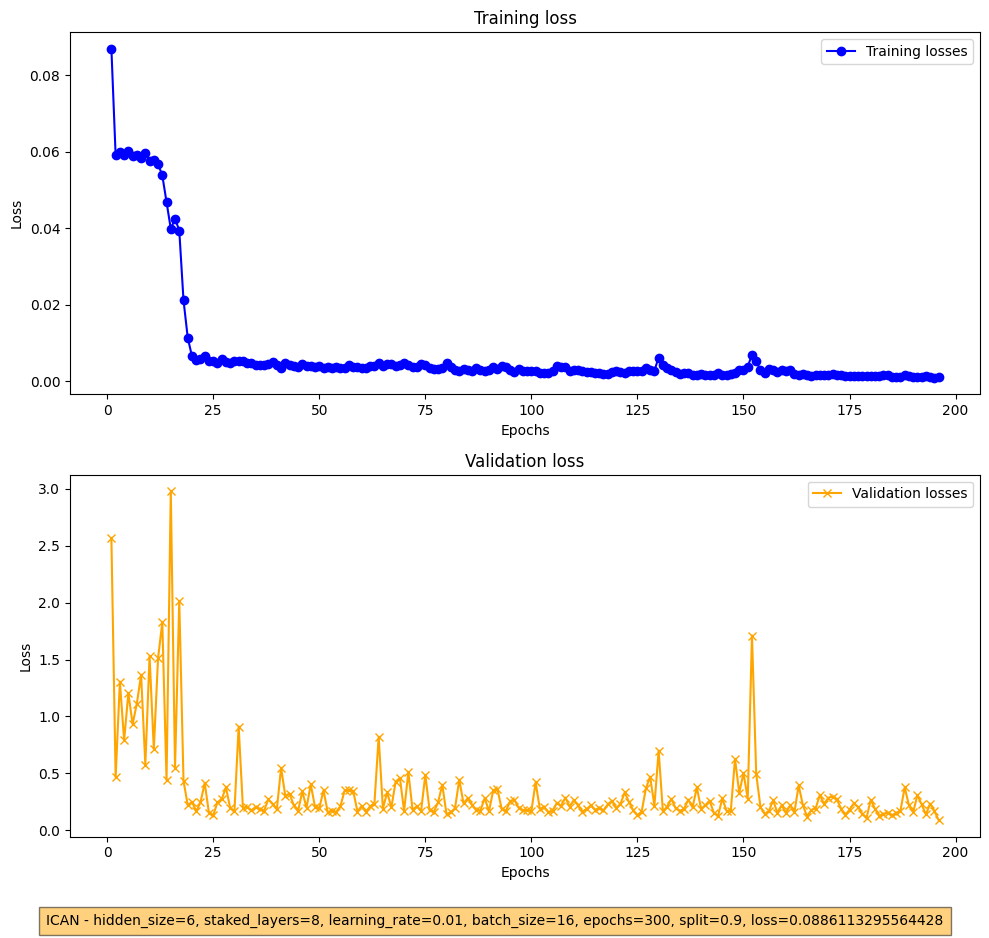 Training loss
Training losses
0.08
0.06
0.04
0.02
0.00
Loss
0 25 50 75 100 125 150 175 200
Epochs
Validation loss
Validation losses
3.0
2.5
2.0
1.5
1.0
0.5
0.0
Loss
0 25 50 75 100 125 150 175 200
Epochs
ICAN - hidden_size=6, staked_layers=8, learning_rate=0.01, batch_size=16, epochs=300, split=0.9, loss=0.0886113295564428